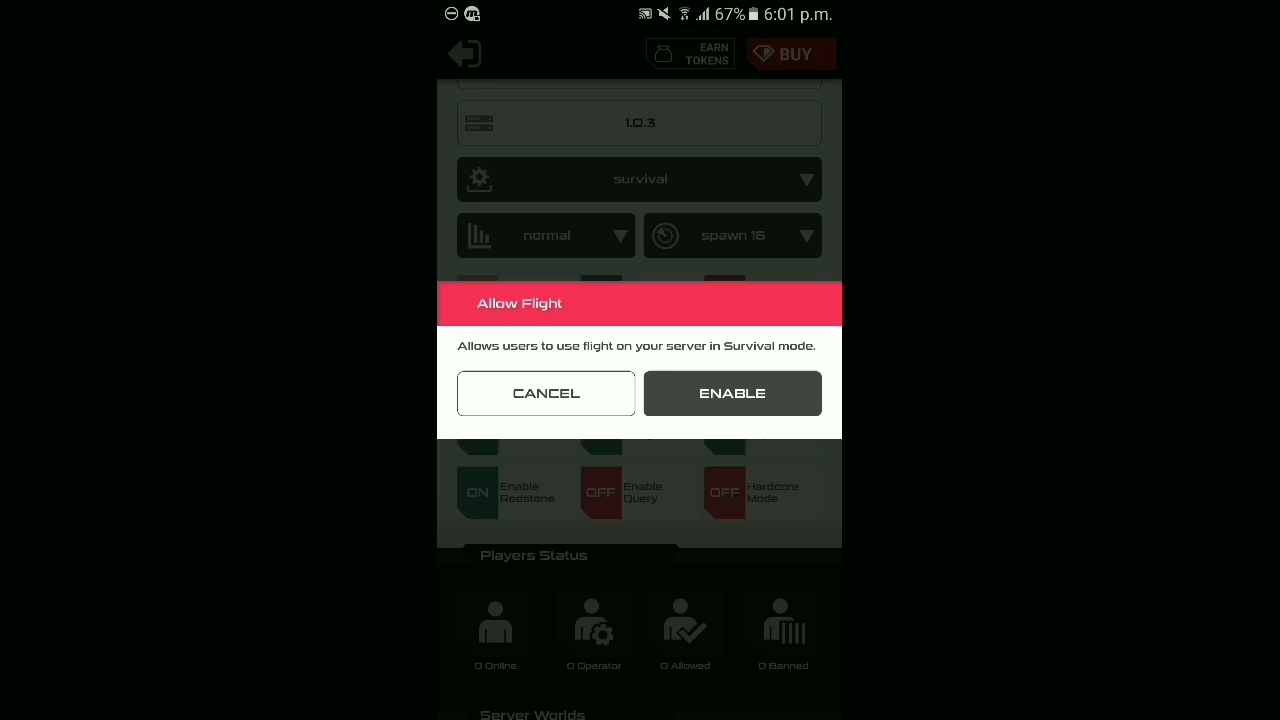 67% 6:01 p.m.
EARN
TOKENS
BUY
1.0.3
survival
normal
spawn 16
Allow Flight
Allows users to use flight on your server in Survival mode.
CANCEL
ENABLE
ON Enable
Redstone
OFF Enable
Query
OFF Hardcore
Mode
Players Status
0 Online
0 Operator
0 Allowed
0 Banned
Server Worlds